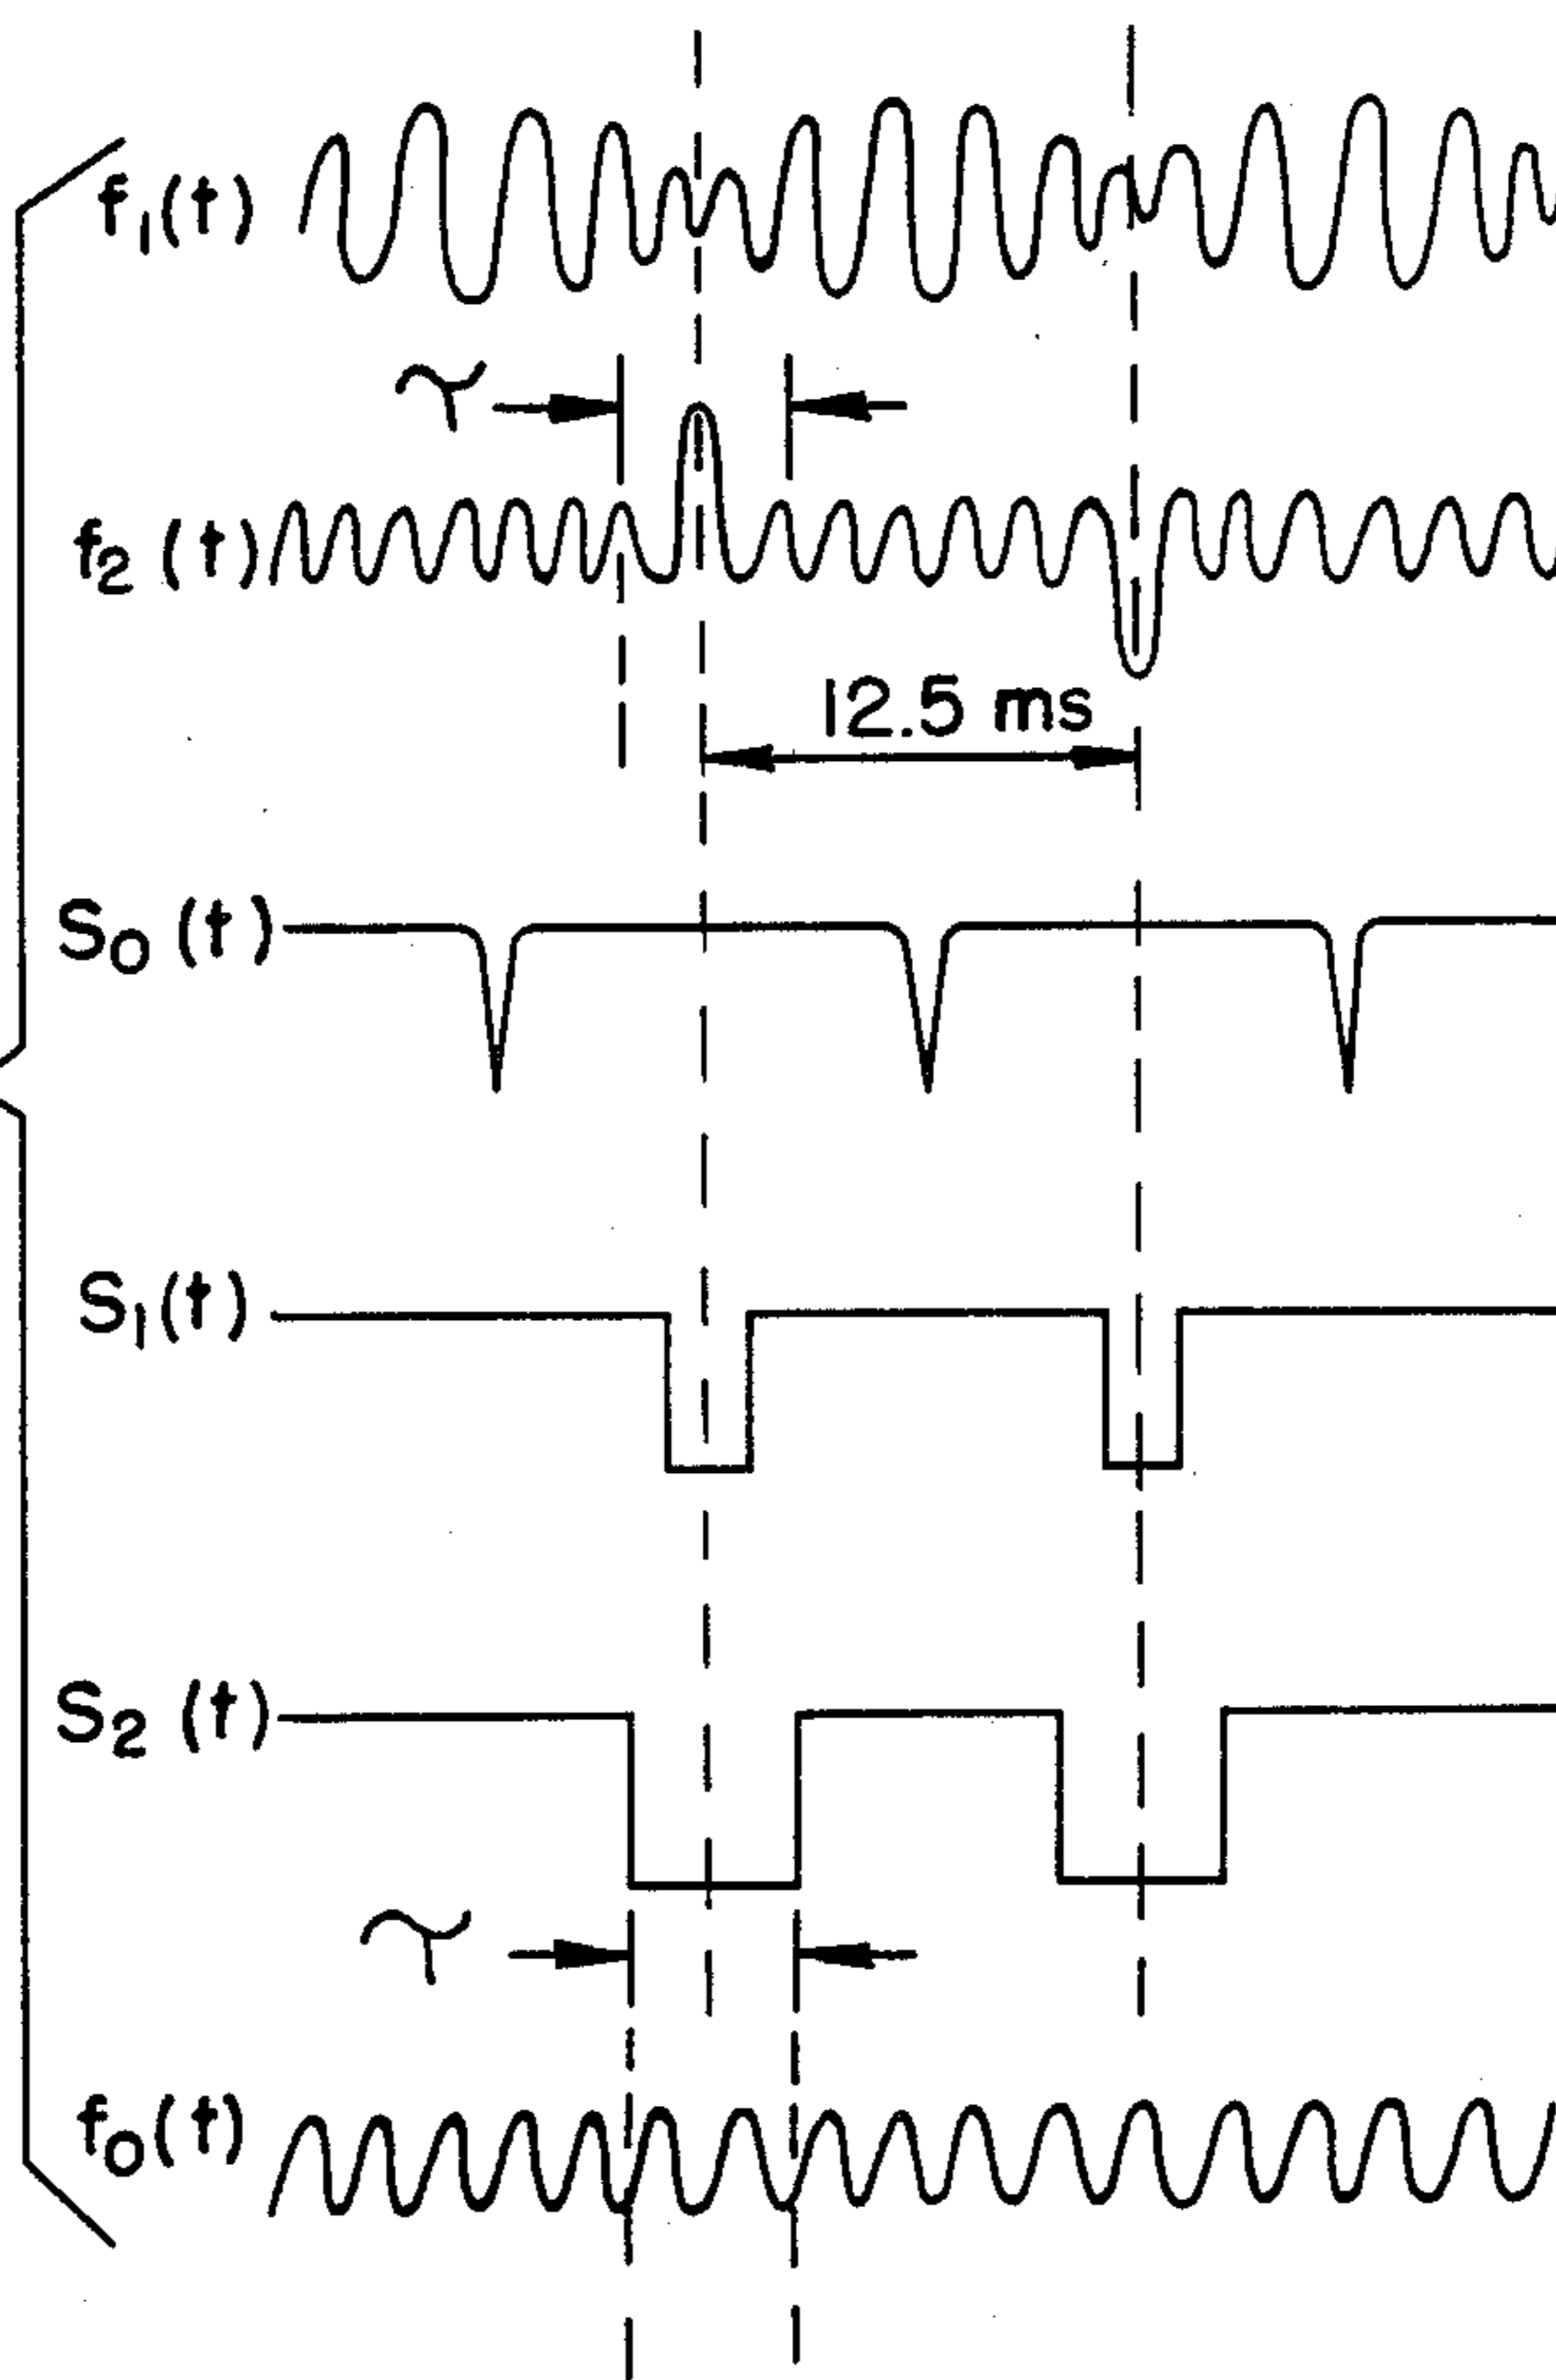 f₁(t)
τ
f₂(t)
12.5 ms
S₀(t)
S₁(t)
S₂(t)
τ
f₀(t)